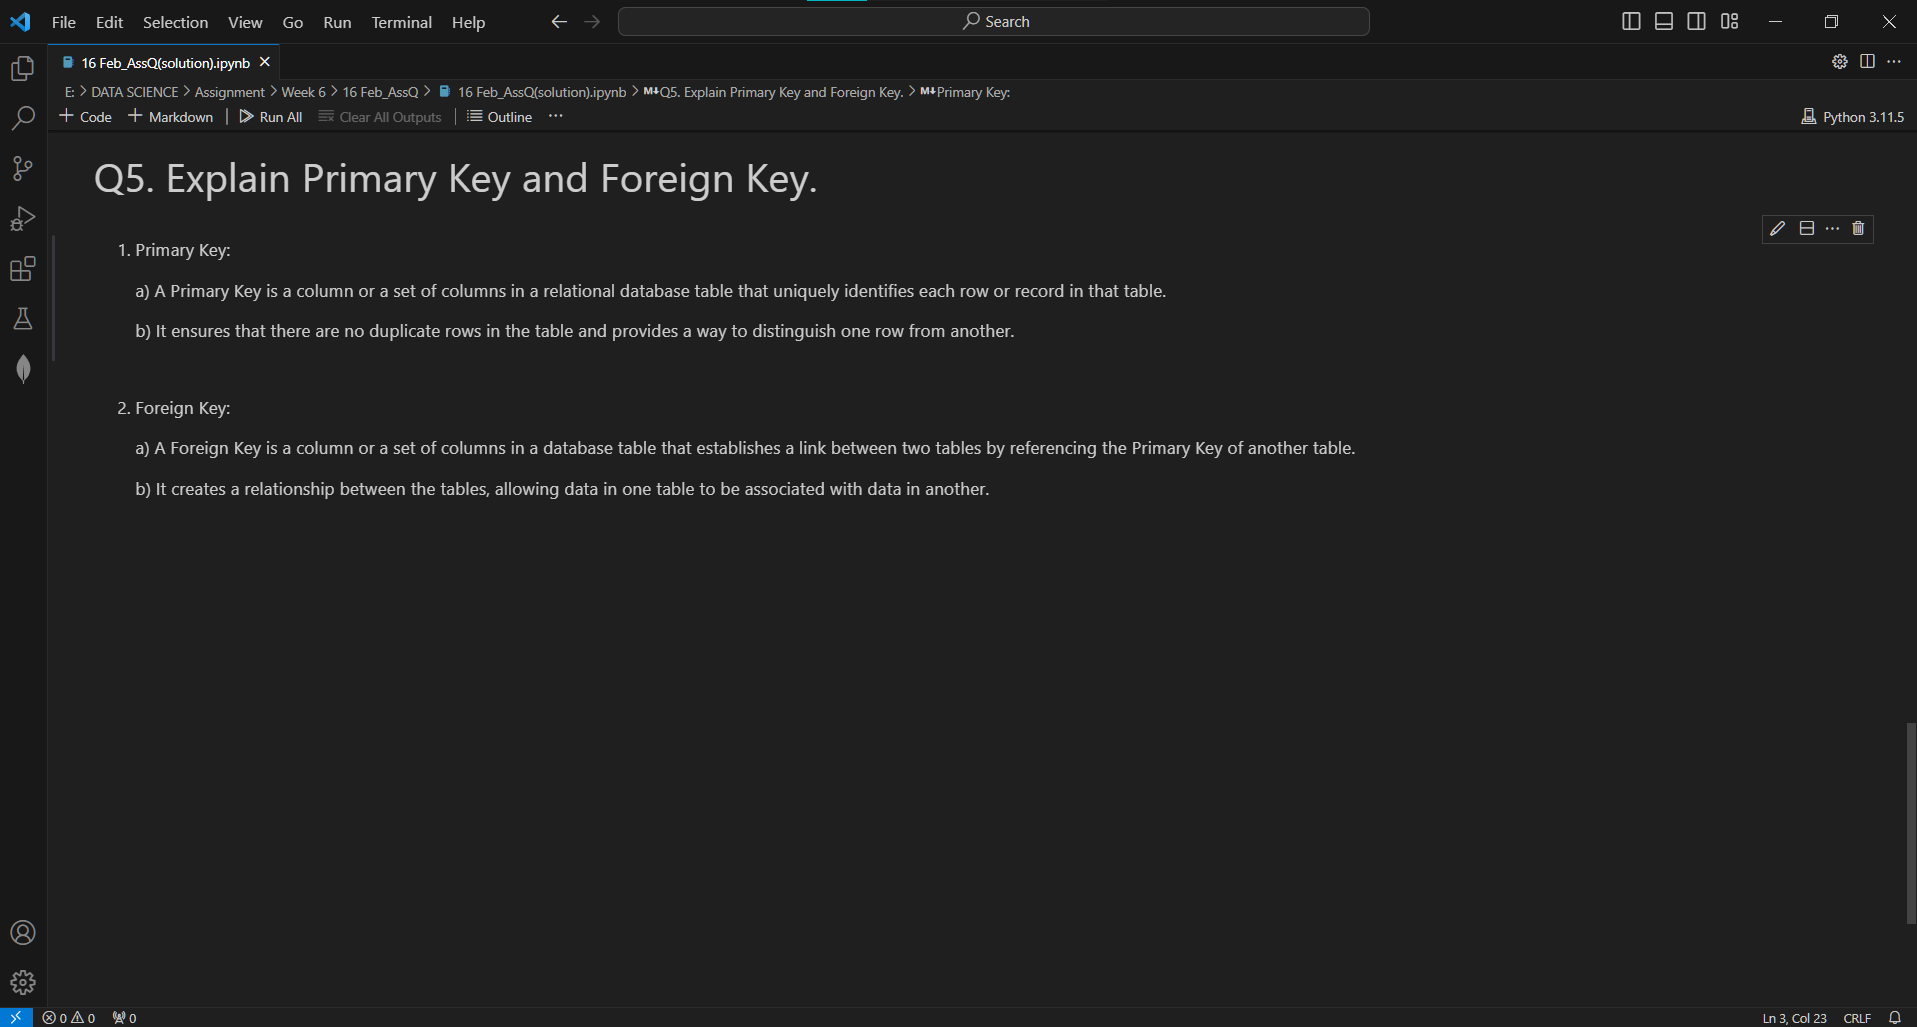 File Edit Selection View Go Run Terminal Help Search
16 Feb_AssQ(solution).ipynb
E: > DATA SCIENCE > Assignment > Week 6 > 16 Feb_AssQ > 16 Feb_AssQ(solution).ipynb > M↓Q5. Explain Primary Key and Foreign Key. > M↓Primary Key:
+ Code + Markdown | Run All Clear All Outputs | Outline ··· Python 3.11.5
Q5. Explain Primary Key and Foreign Key.
1. Primary Key:
a) A Primary Key is a column or a set of columns in a relational database table that uniquely identifies each row or record in that table.
b) It ensures that there are no duplicate rows in the table and provides a way to distinguish one row from another.
2. Foreign Key:
a) A Foreign Key is a column or a set of columns in a database table that establishes a link between two tables by referencing the Primary Key of another table.
b) It creates a relationship between the tables, allowing data in one table to be associated with data in another.
0 0 0 Ln 3, Col 23 CRLF